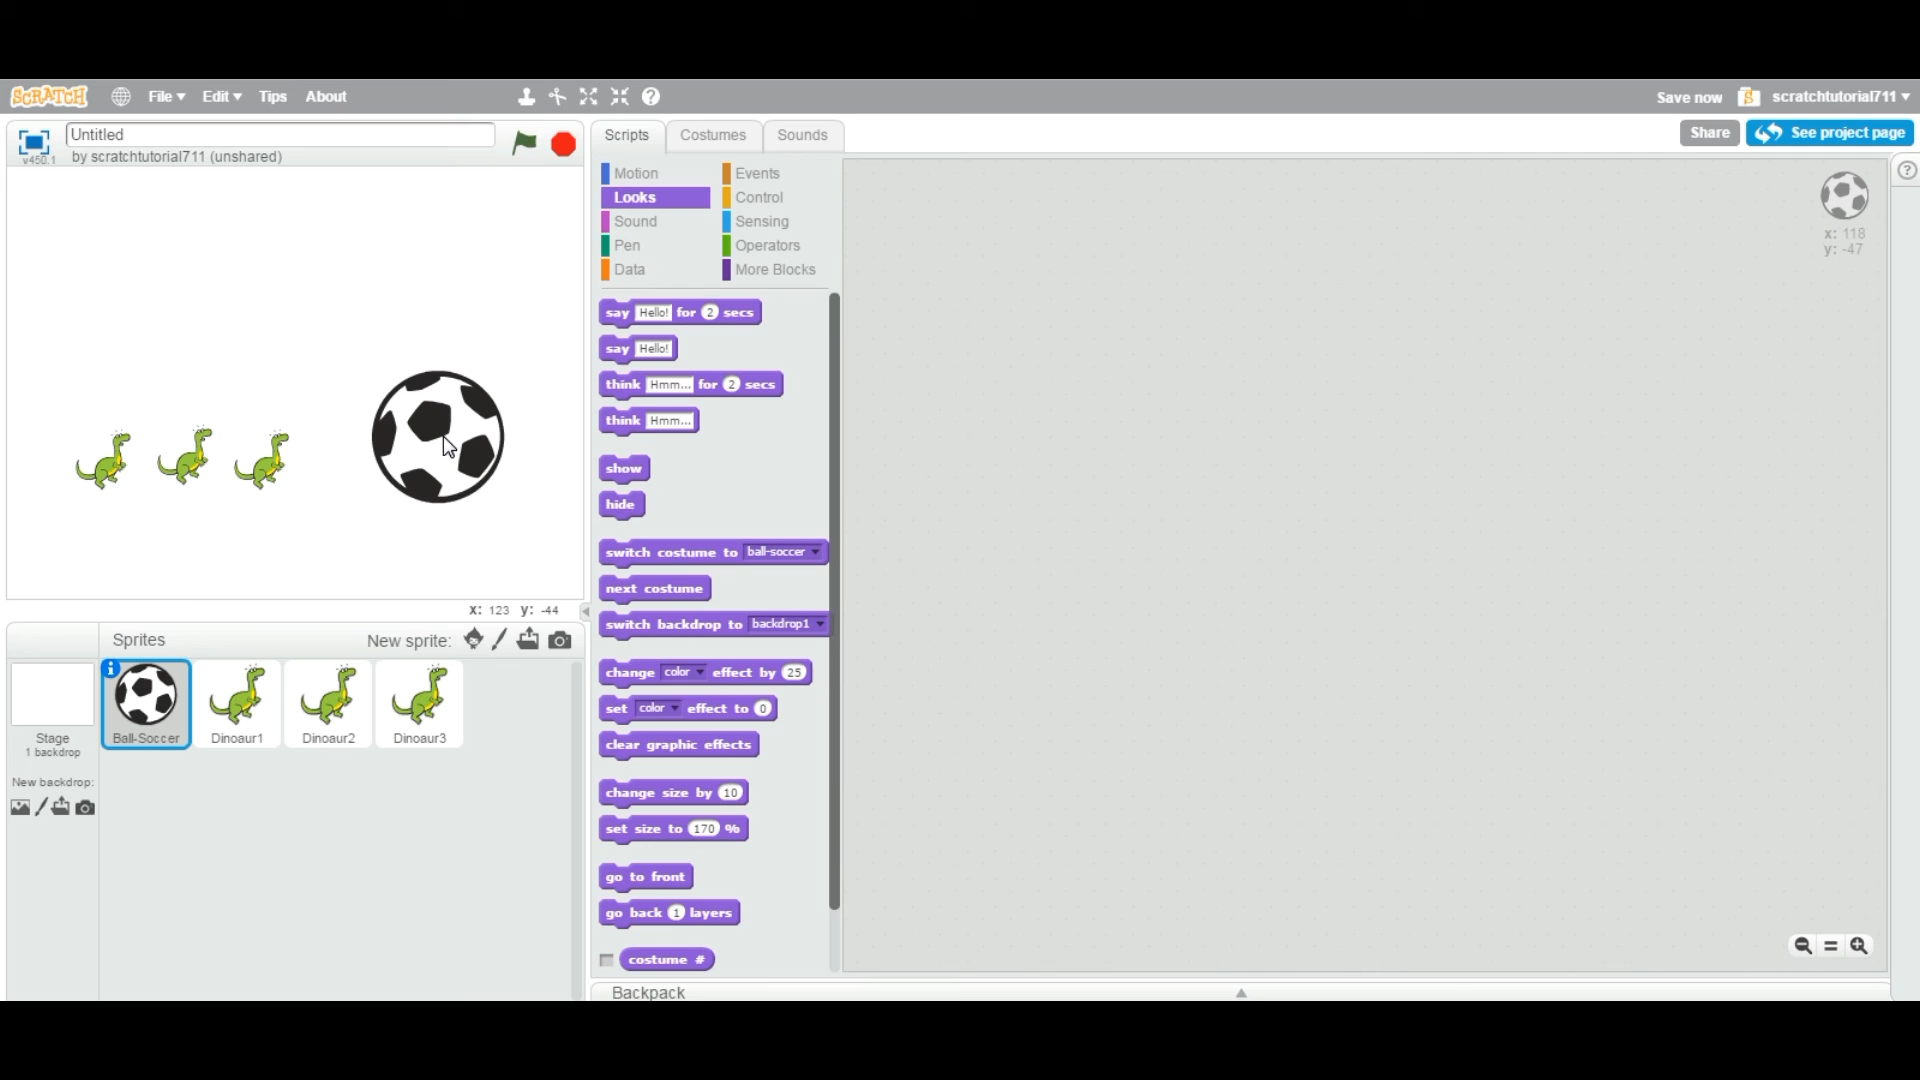 SCRATCH File Edit Tips About Save now scratchtutorial711
v450.1 Untitled
by scratchtutorial711 (unshared)
Scripts Costumes Sounds Share See project page
Motion Events
Looks Control
Sound Sensing
Pen Operators
Data More Blocks
x: 118
y: -47
say Hello! for 2 secs
say Hello!
think Hmm... for 2 secs
think Hmm...
show
hide
switch costume to ball-soccer
next costume
switch backdrop to backdrop1
change color effect by 25
set color effect to 0
clear graphic effects
change size by 10
set size to 170 %
go to front
go back 1 layers
costume #
Backpack
x: 123 y: -44
Sprites New sprite:
Stage
1 backdrop
New backdrop:
Ball-Soccer Dinoaur1 Dinoaur2 Dinoaur3